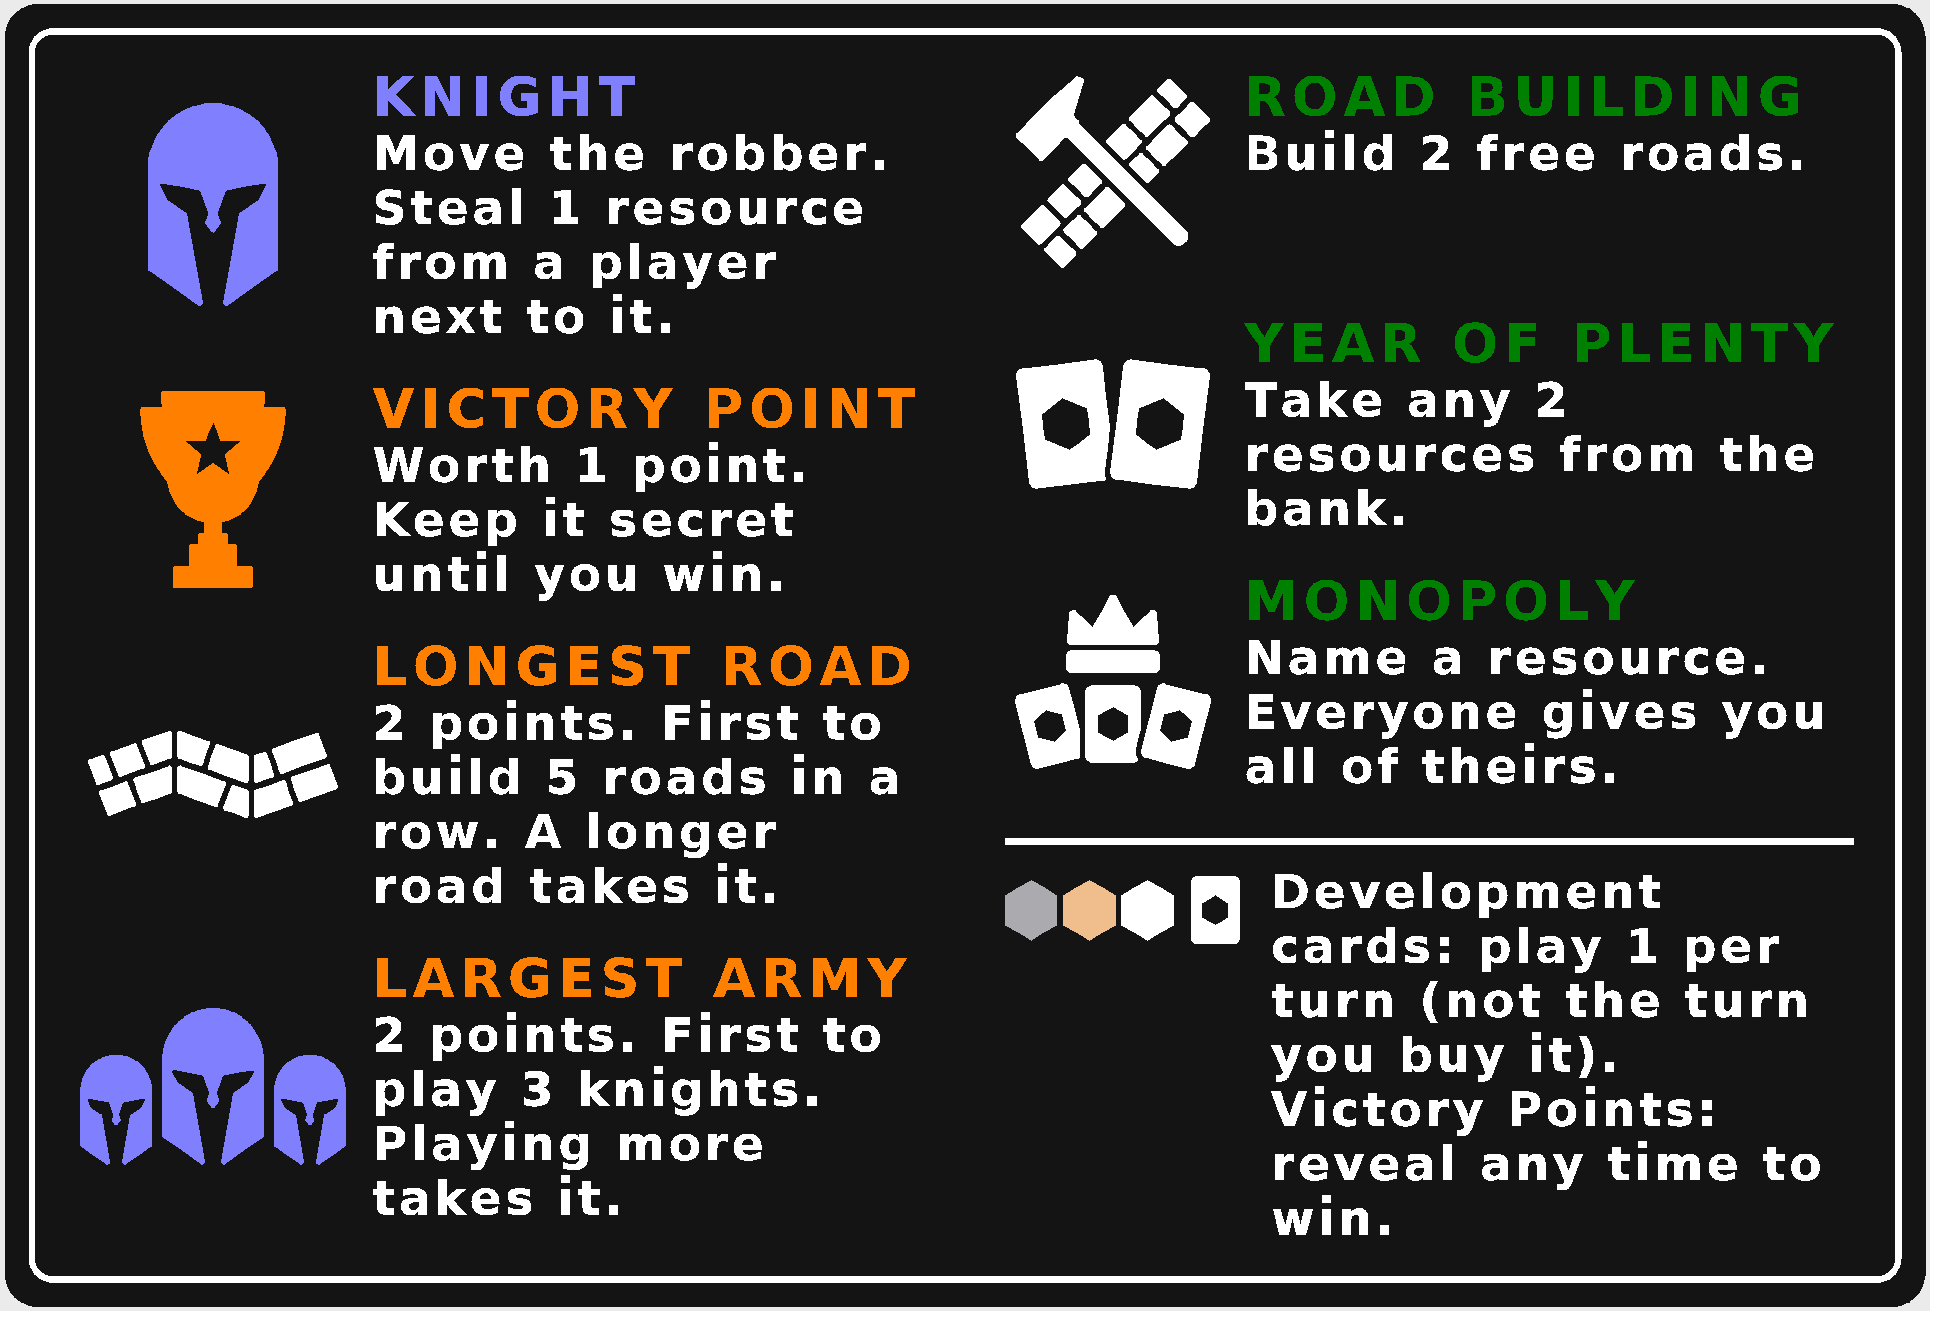 KNIGHT
Move the robber.
Steal 1 resource
from a player
next to it.
VICTORY POINT
Worth 1 point.
Keep it secret
until you win.
LONGEST ROAD
2 points. First to
build 5 roads in a
row. A longer
road takes it.
LARGEST ARMY
2 points. First to
play 3 knights.
Playing more
takes it.
ROAD BUILDING
Build 2 free roads.
YEAR OF PLENTY
Take any 2
resources from the
bank.
MONOPOLY
Name a resource.
Everyone gives you
all of theirs.
Development
cards: play 1 per
turn (not the turn
you buy it).
Victory Points:
reveal any time to
win.